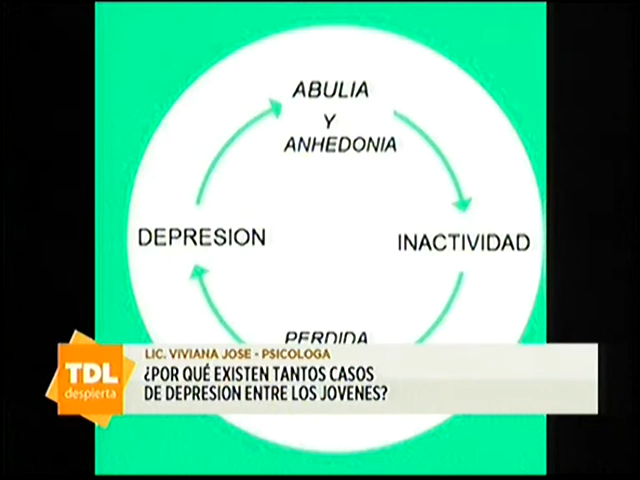 ABULIA
Y
ANHEDONIA
DEPRESION
INACTIVIDAD
PERDIDA
LIC. VIVIANA JOSE - PSICOLOGA
TDL
despierta
¿POR QUÉ EXISTEN TANTOS CASOS
DE DEPRESION ENTRE LOS JOVENES?